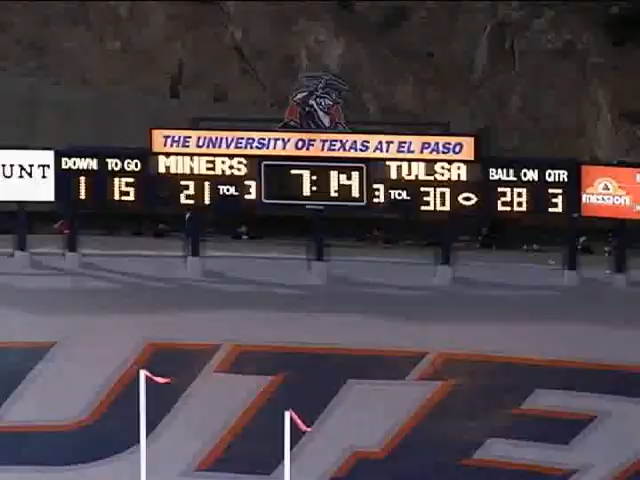 THE UNIVERSITY OF TEXAS AT EL PASO
UNT DOWN TO GO MINERS 7:14 TULSA BALL ON QTR
1 15 21 TOL 3 3 TOL 30 28 3
mission
UTE